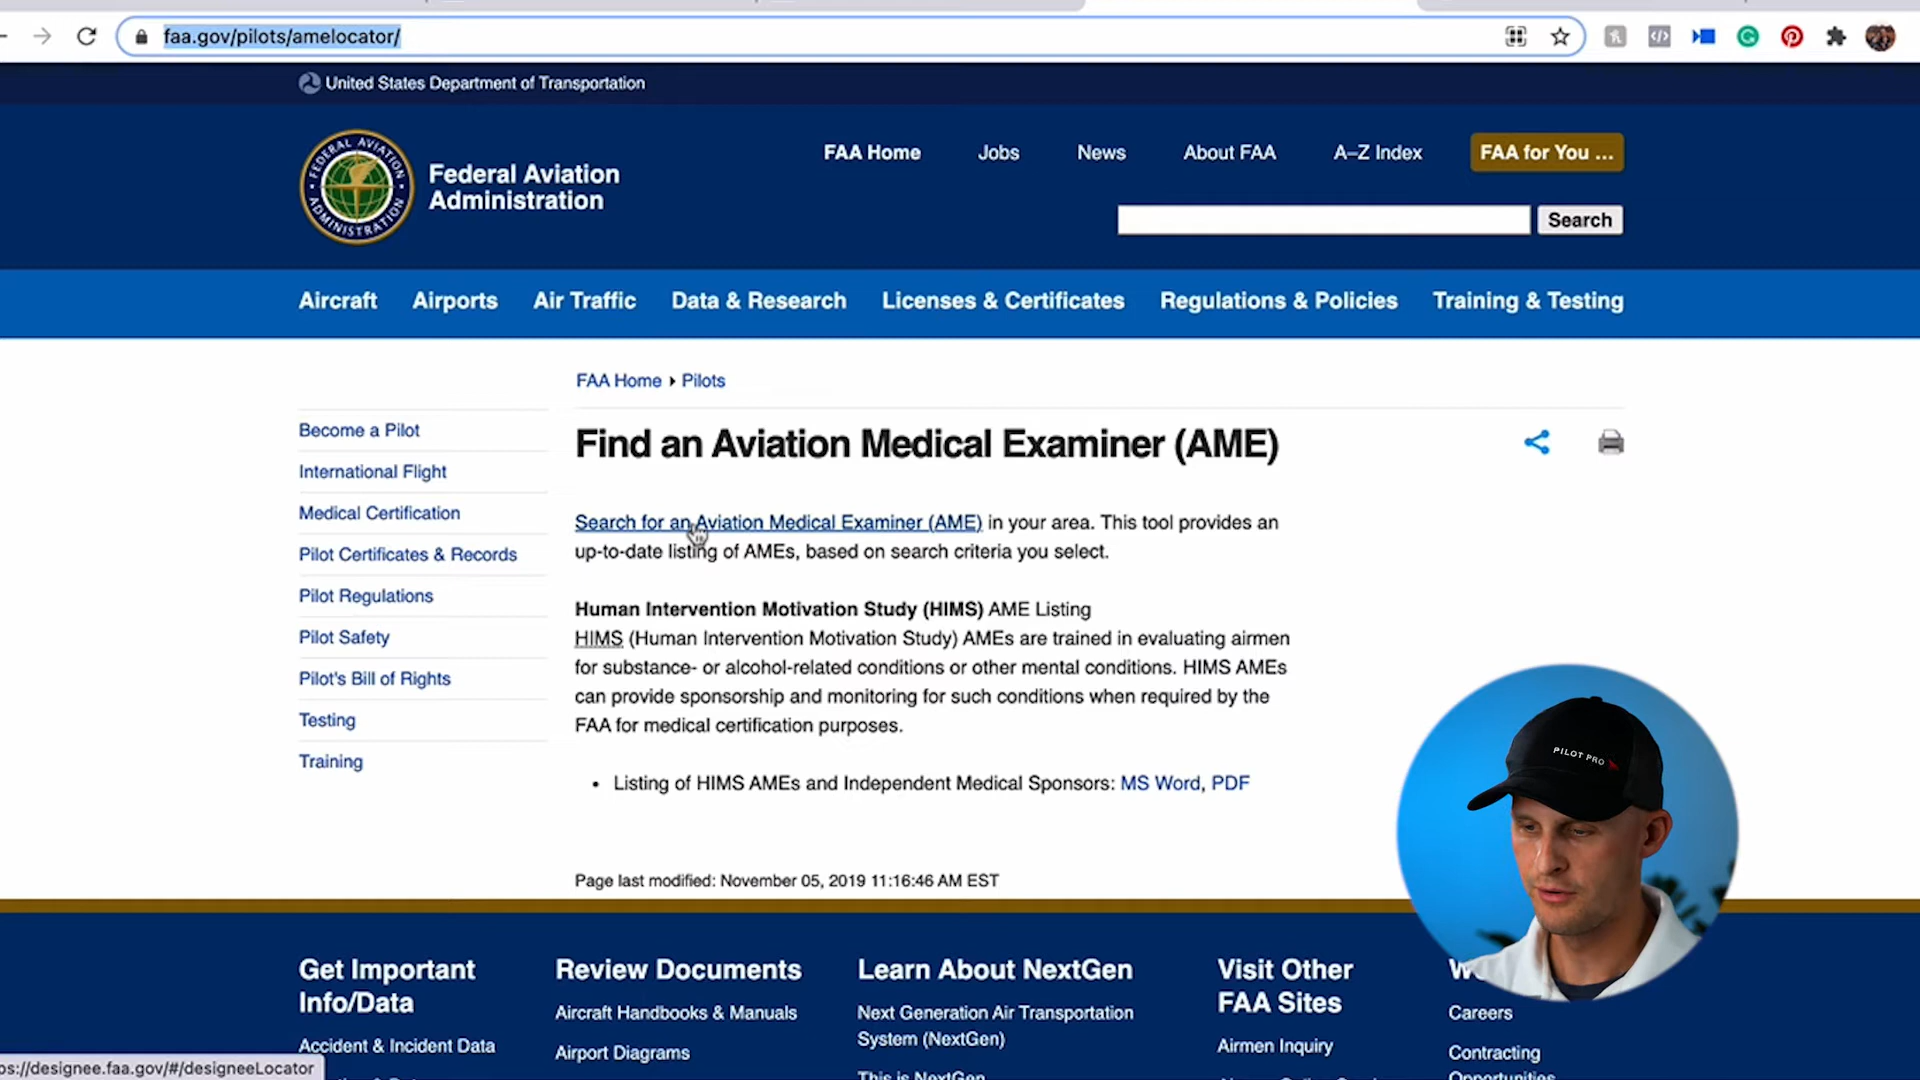 faa.gov/pilots/amelocator/
United States Department of Transportation
FEDERAL AVIATION ADMINISTRATION
Federal Aviation
Administration
FAA Home Jobs News About FAA A–Z Index FAA for You ...
Search
Aircraft Airports Air Traffic Data & Research Licenses & Certificates Regulations & Policies Training & Testing
FAA Home Pilots
Become a Pilot
International Flight
Medical Certification
Pilot Certificates & Records
Pilot Regulations
Pilot Safety
Pilot's Bill of Rights
Testing
Training
Find an Aviation Medical Examiner (AME)
Search for an Aviation Medical Examiner (AME) in your area. This tool provides an
up-to-date listing of AMEs, based on search criteria you select.
Human Intervention Motivation Study (HIMS) AME Listing
HIMS (Human Intervention Motivation Study) AMEs are trained in evaluating airmen
for substance- or alcohol-related conditions or other mental conditions. HIMS AMEs
can provide sponsorship and monitoring for such conditions when required by the
FAA for medical certification purposes.
• Listing of HIMS AMEs and Independent Medical Sponsors: MS Word, PDF
Page last modified: November 05, 2019 11:16:46 AM EST
PILOT PRO
Get Important
Info/Data
Accident & Incident Data
Review Documents
Aircraft Handbooks & Manuals
Airport Diagrams
Learn About NextGen
Next Generation Air Transportation
System (NextGen)
This is NextGen
Visit Other
FAA Sites
Airmen Inquiry
Careers
Contracting
Opportunities
ps://designee.faa.gov/#/designeeLocator